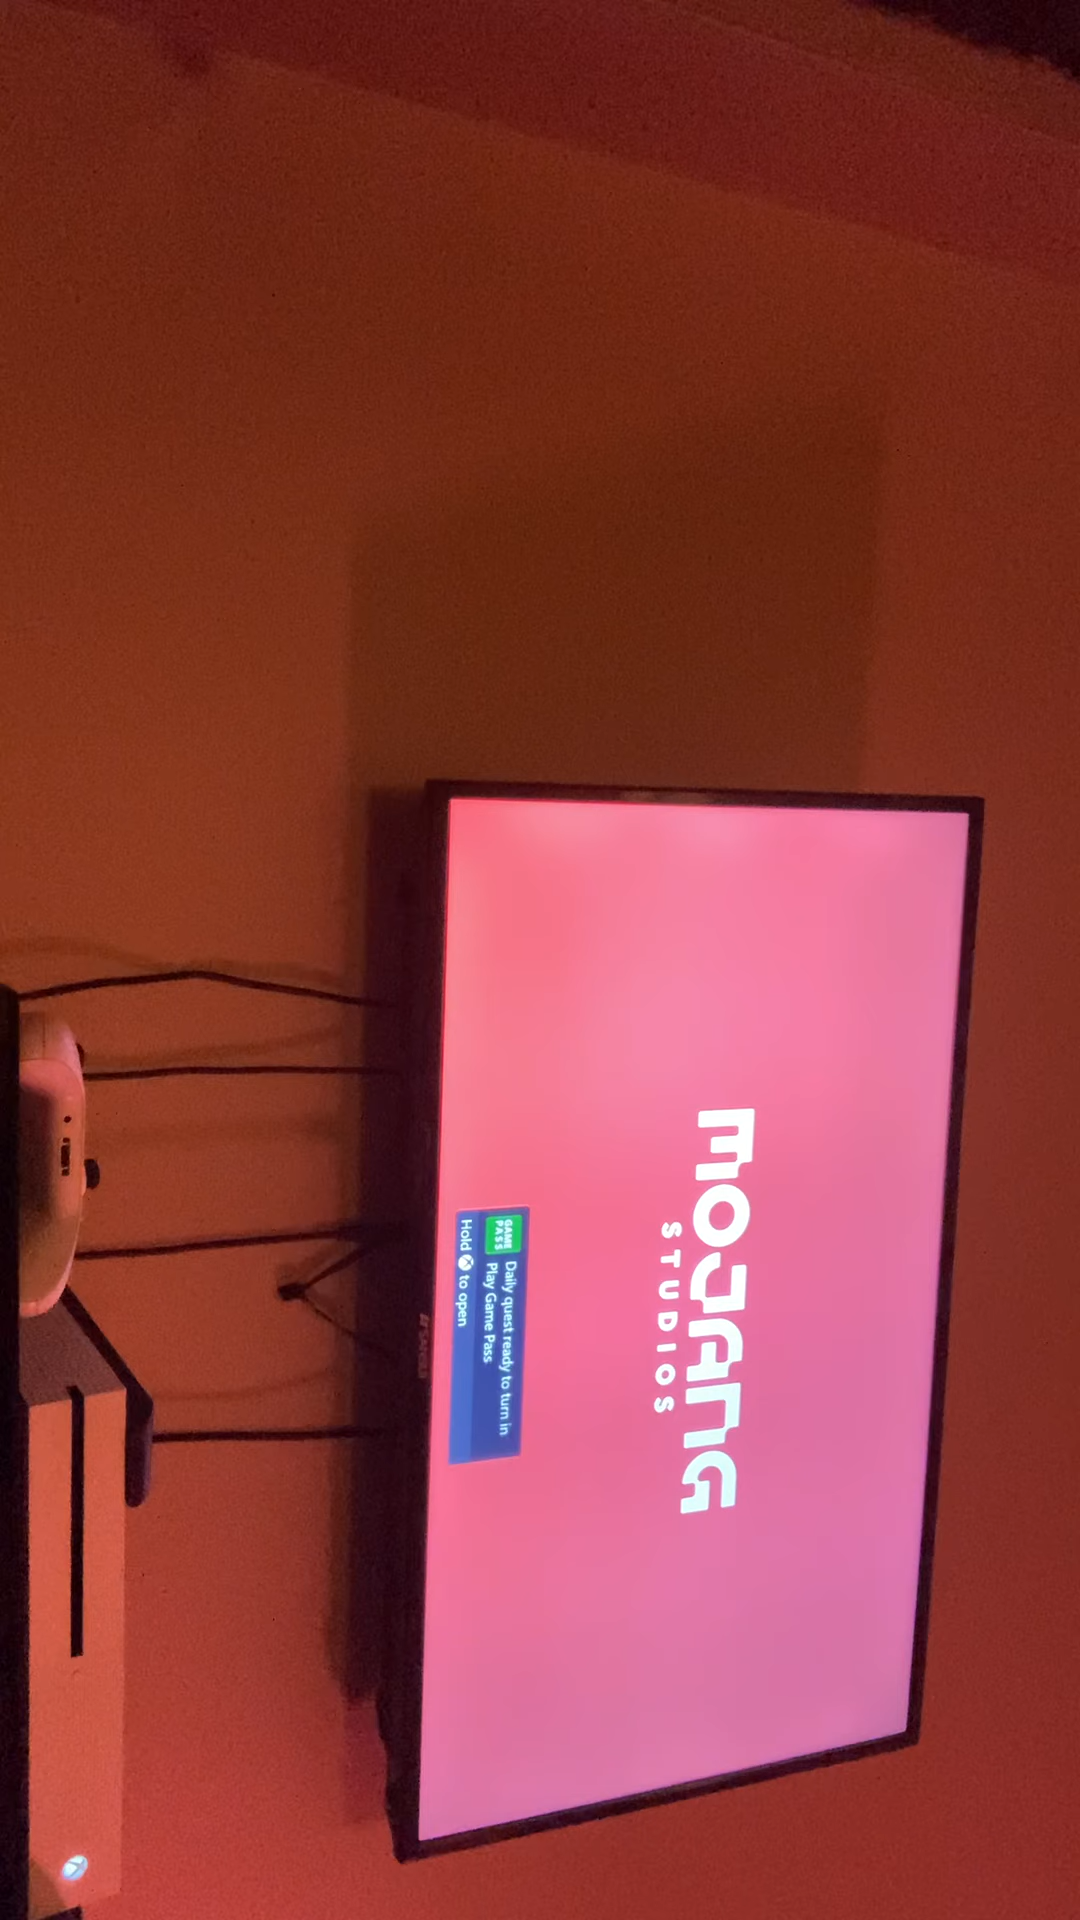 MOJANG
STUDIOS
GAME
PASS
Daily quest ready to turn in
Play Game Pass
Hold to open